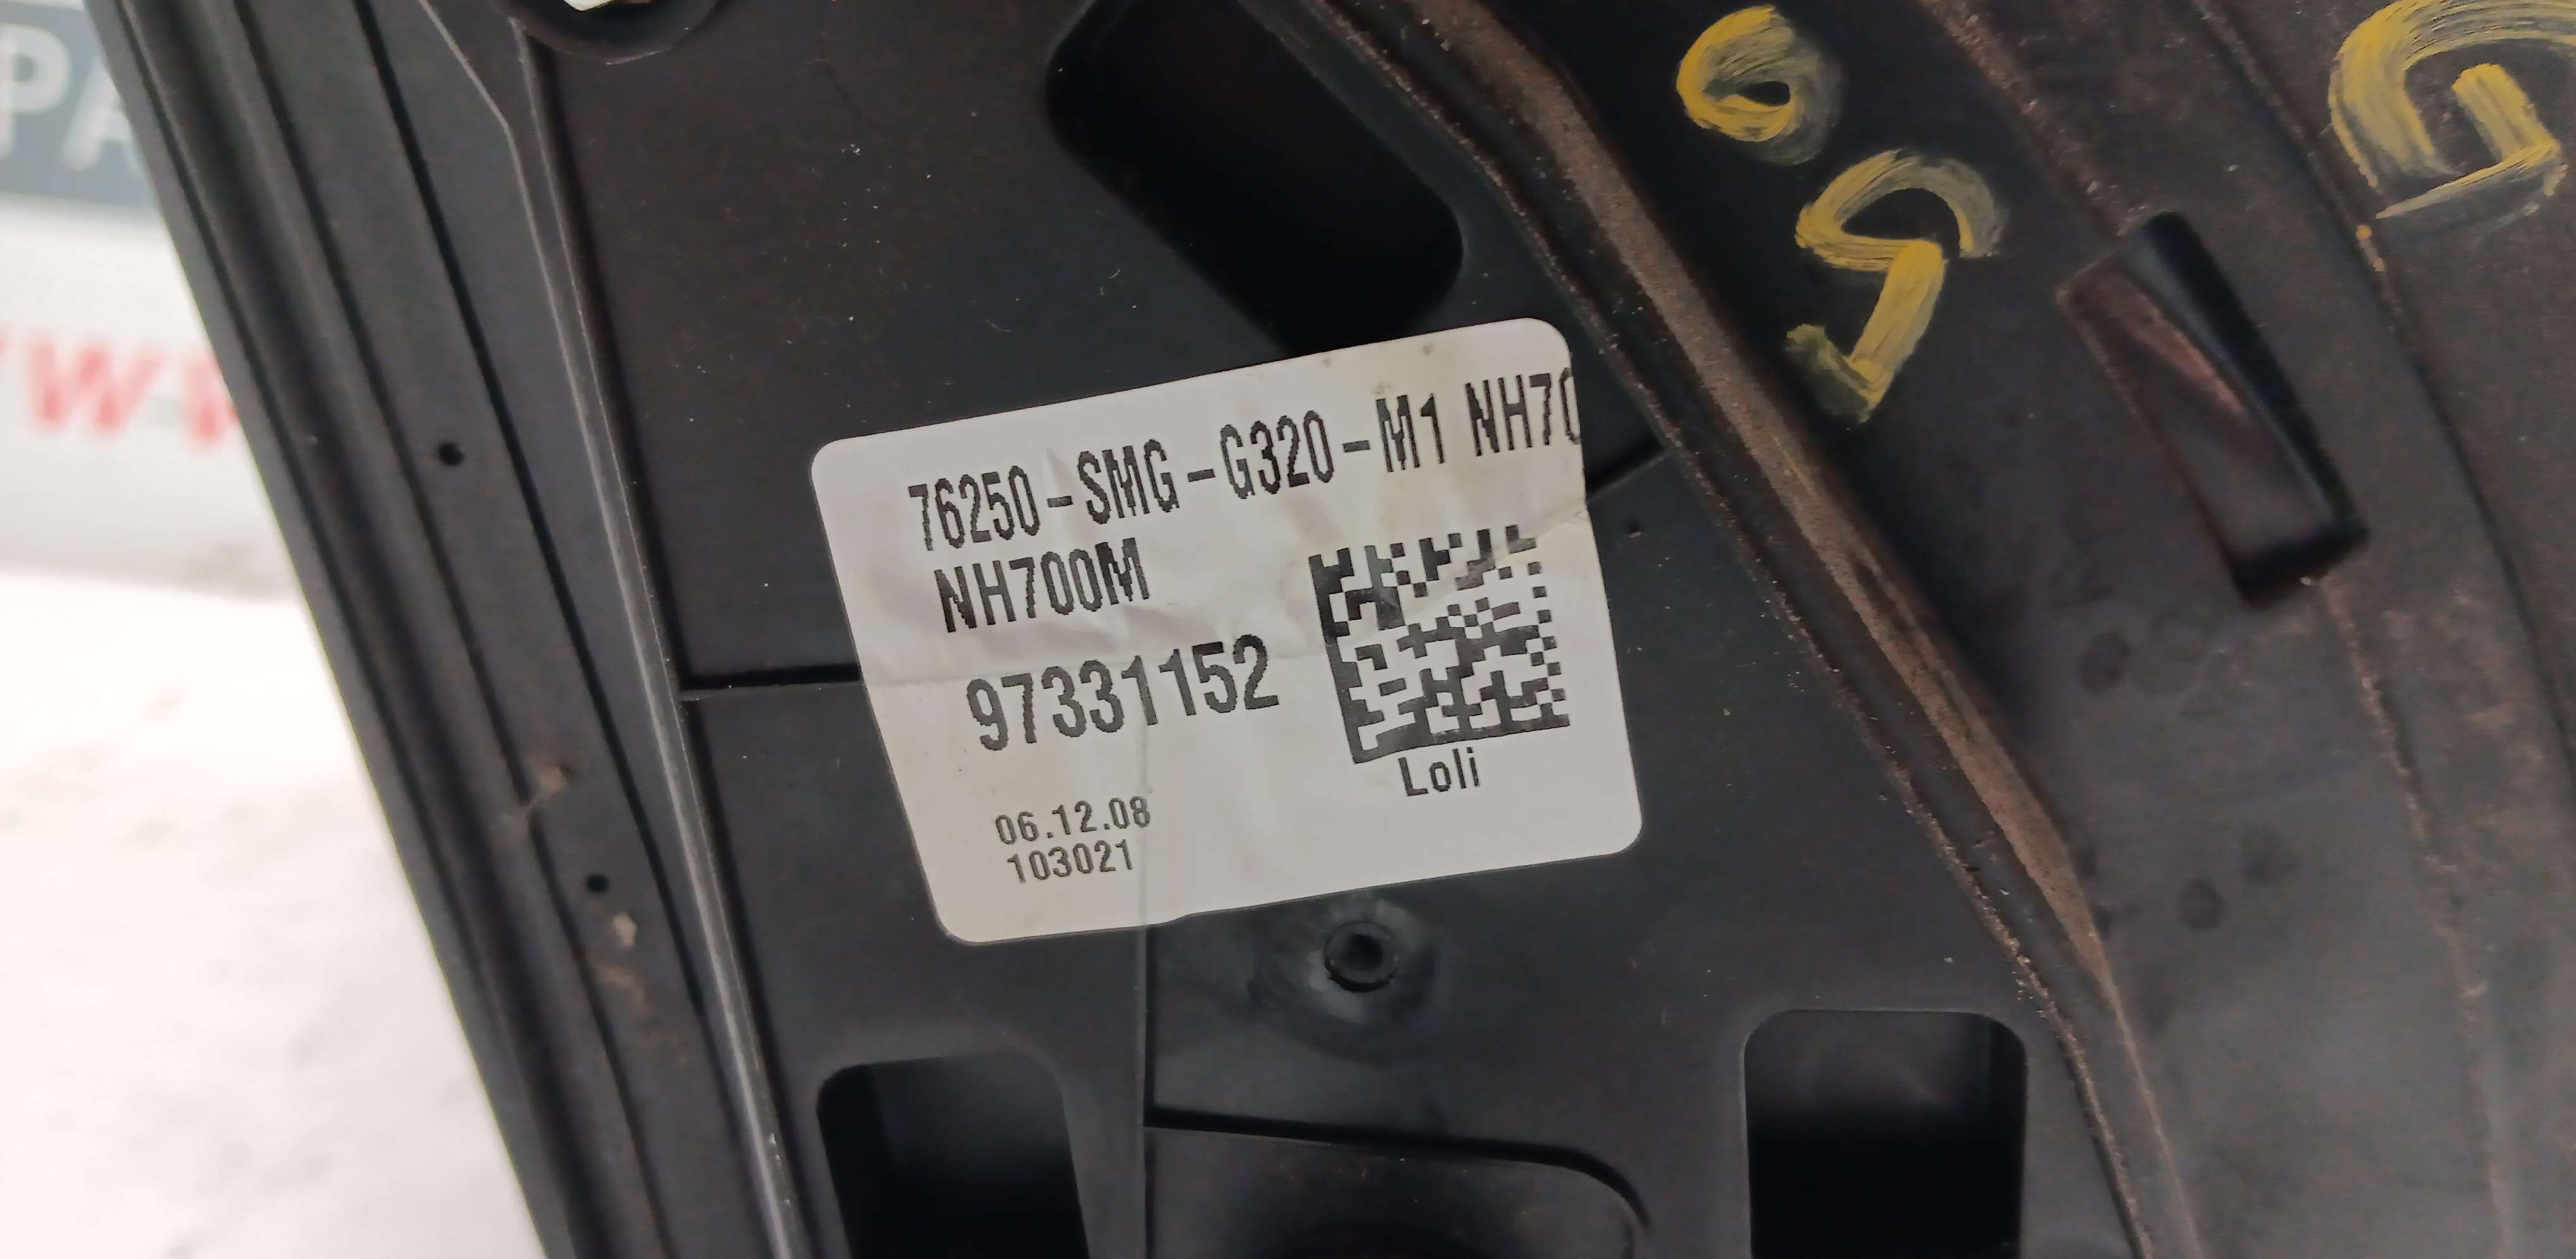 76250-SMG-G320-M1 NH70
NH700M
97331152
Loli
06.12.08
103021